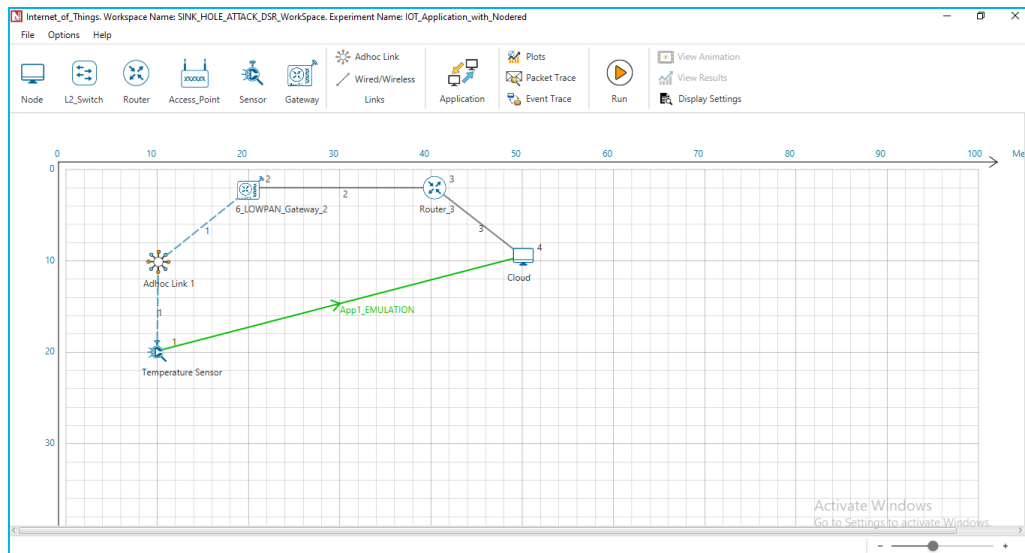 Internet_of_Things. Workspace Name: SINK_HOLE_ATTACK_DSR_WorkSpace. Experiment Name: IOT_Application_with_Nodered
File Options Help
Node
L2_Switch
Router
Access_Point
Sensor
Gateway
Adhoc Link
Wired/Wireless
Links
Application
Plots
Packet Trace
Event Trace
Run
View Animation
View Results
Display Settings
0 10 20 30 40 50 60 70 80 90 100 Me
0
10
20
30
2
6_LOWPAN_Gateway_2
2
3
Router_3
1
3
4
Cloud
Adhoc Link 1
1
App1_EMULATION
1
Temperature Sensor
Activate Windows
Go to Settings to activate Windows.